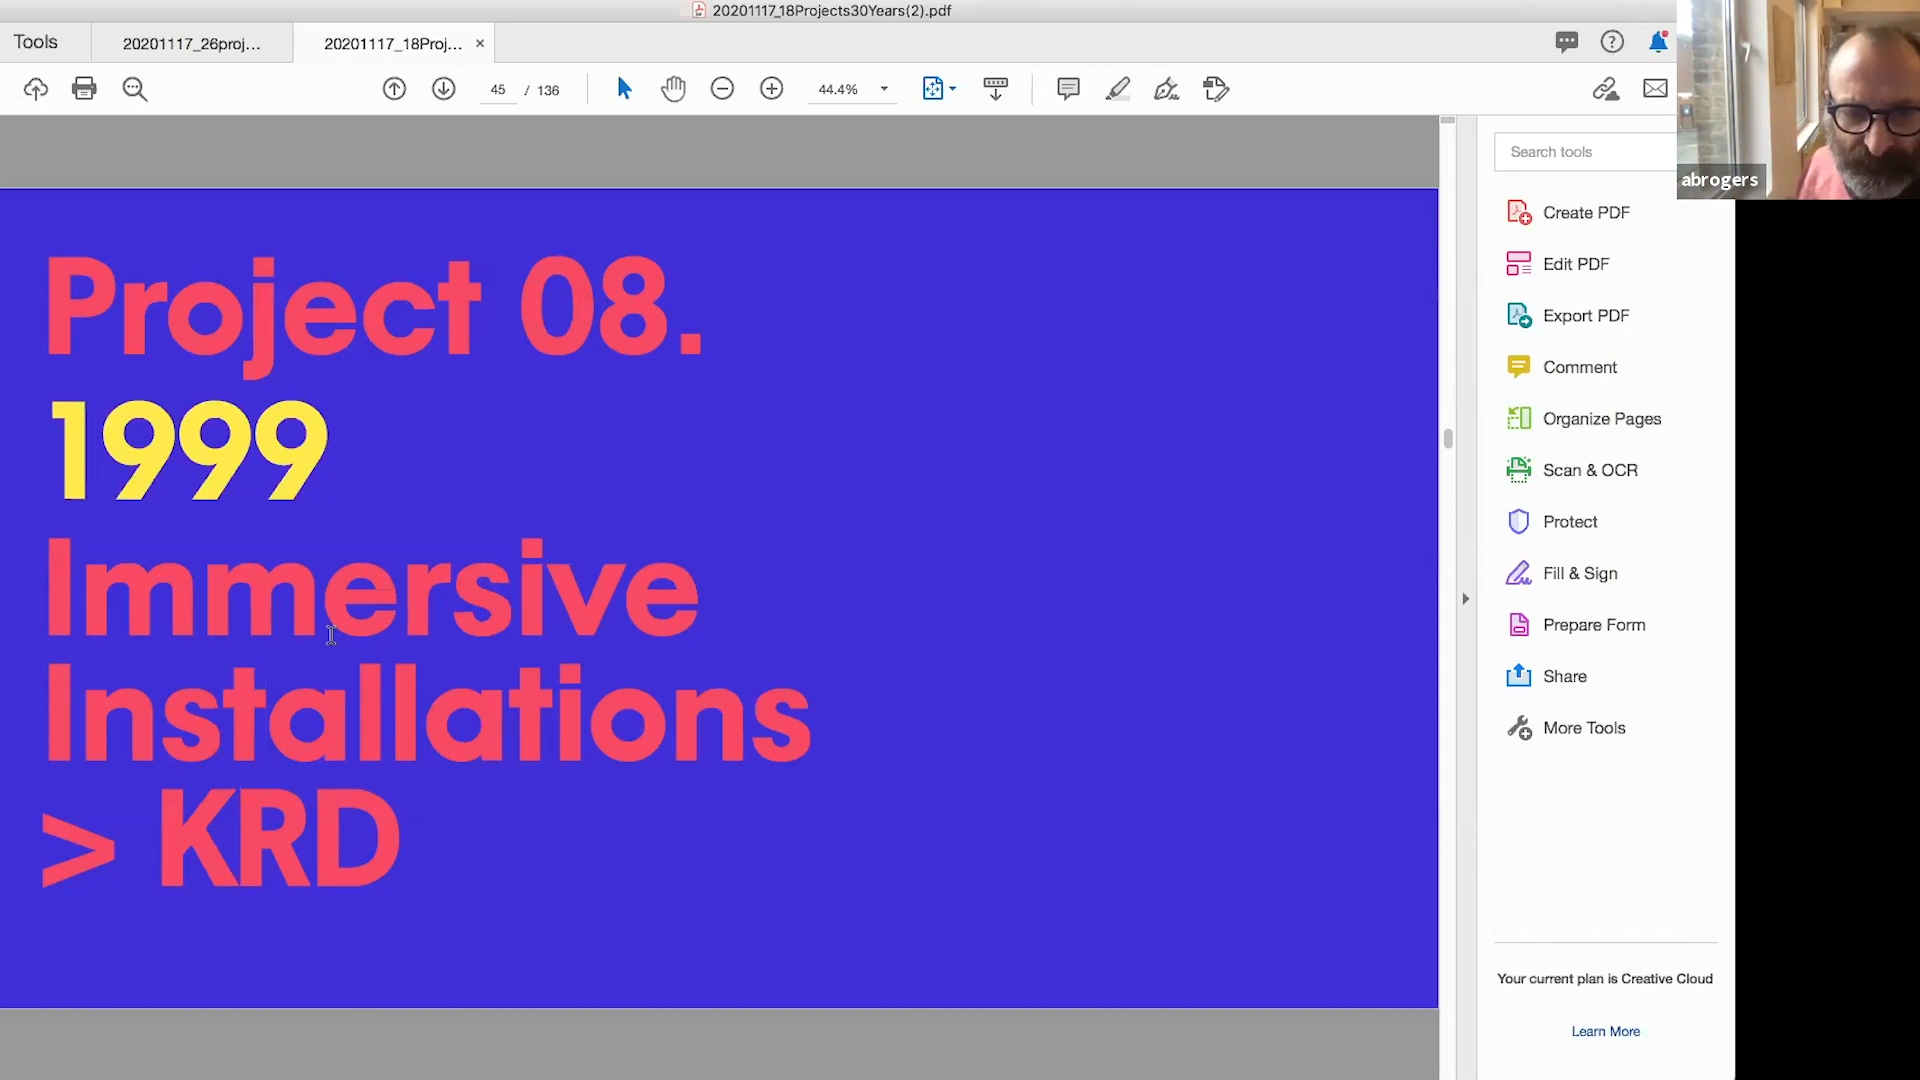 20201117_18Projects30Years(2).pdf
Tools
20201117_26proj...
20201117_18Proj...
45 / 136
44.4%
Search tools
abrogers
Create PDF
Edit PDF
Export PDF
Comment
Organize Pages
Scan & OCR
Protect
Fill & Sign
Prepare Form
Share
More Tools
Your current plan is Creative Cloud
Learn More
Project 08.
1999
Immersive
Installations
> KRD